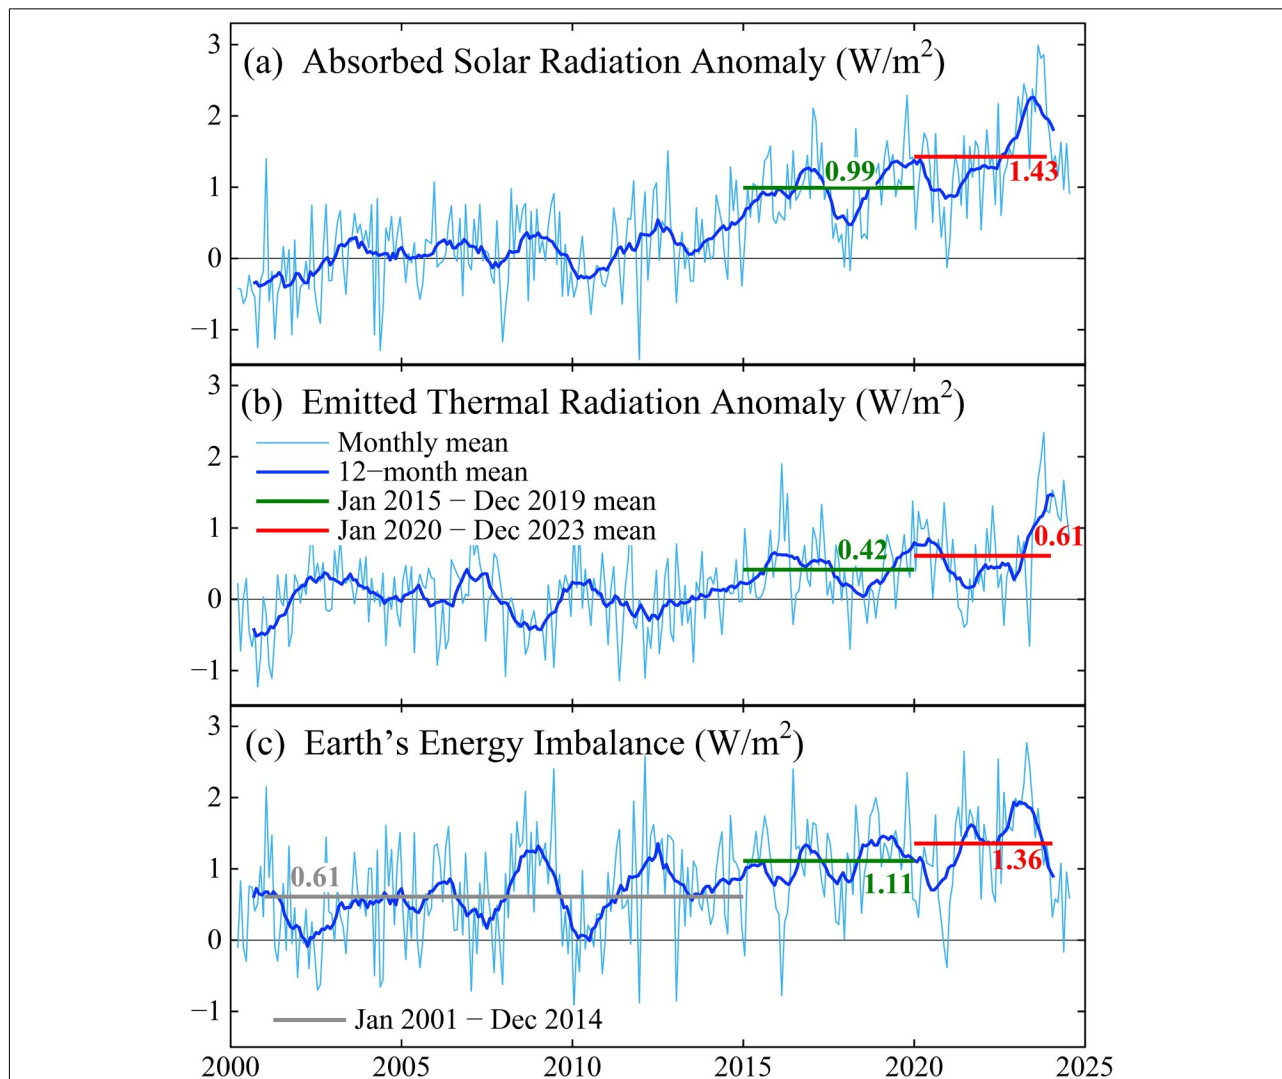 (a) Absorbed Solar Radiation Anomaly (W/m²)
3
2
1
0
−1
0.99
1.43
(b) Emitted Thermal Radiation Anomaly (W/m²)
Monthly mean
12−month mean
Jan 2015 − Dec 2019 mean
Jan 2020 − Dec 2023 mean
3
2
1
0
−1
0.42
0.61
(c) Earth’s Energy Imbalance (W/m²)
3
2
1
0
−1
0.61
1.11
1.36
Jan 2001 − Dec 2014
2000 2005 2010 2015 2020 2025